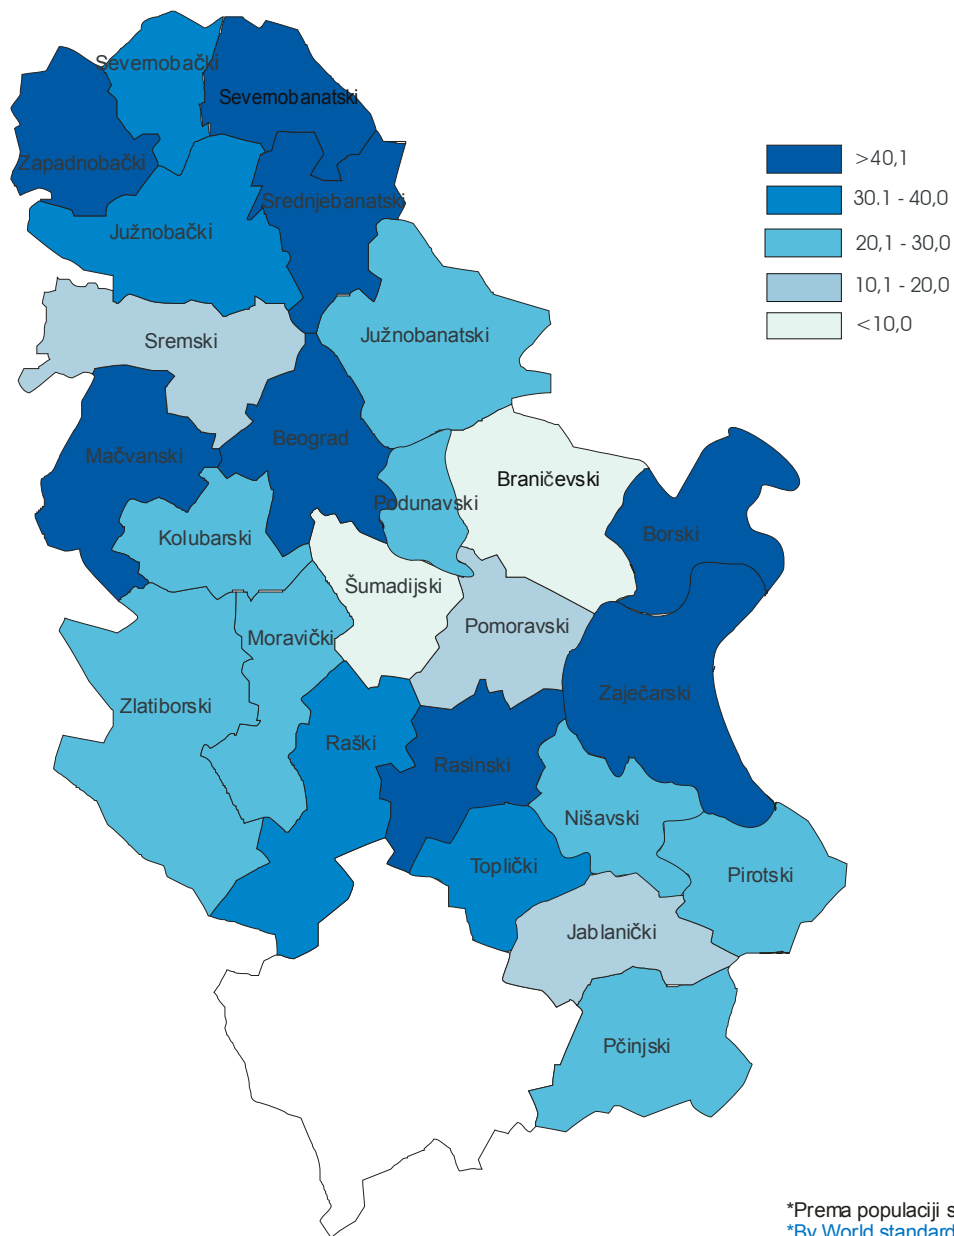 Severnobački
Severnobanatski
Zapadnobački
Srednjebanatski
Južnobački
Sremski
Južnobanatski
Beograd
Mačvanski
Braničevski
Podunavski
Kolubarski
Borski
Šumadijski
Pomoravski
Moravički
Zaječarski
Zlatiborski
Raški
Rasinski
Nišavski
Toplički
Pirotski
Jablanički
Pčinjski
>40,1
30.1 - 40,0
20,1 - 30,0
10,1 - 20,0
<10,0
*Prema populaciji s
*By World standard